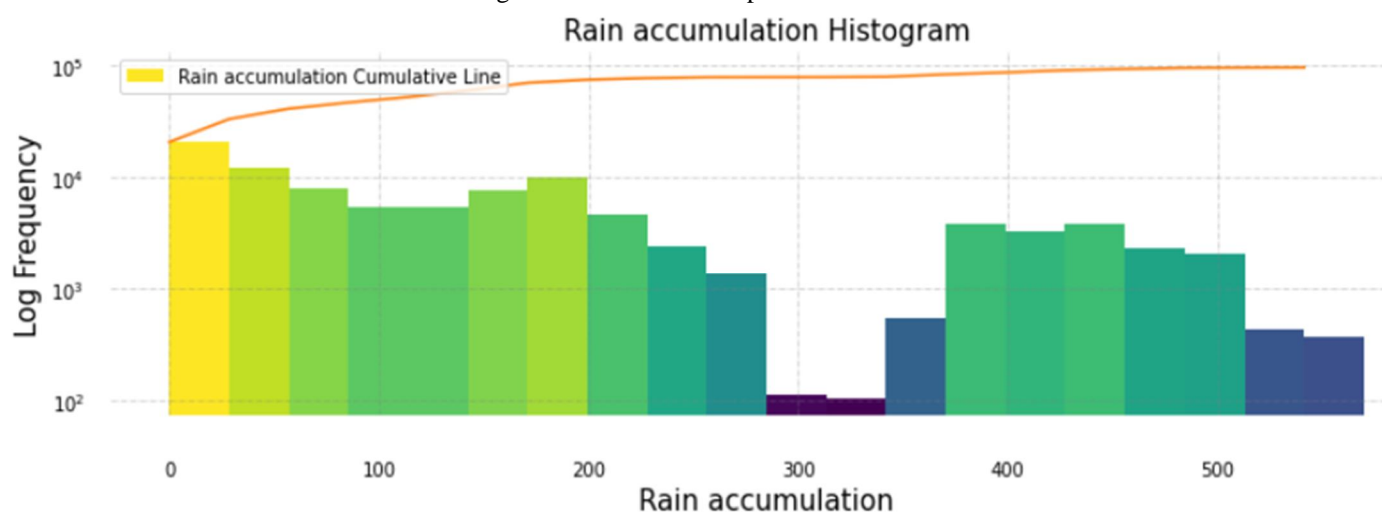 Rain accumulation Histogram
Rain accumulation Cumulative Line
Log Frequency
10⁵
10⁴
10³
10²
0 100 200 300 400 500
Rain accumulation